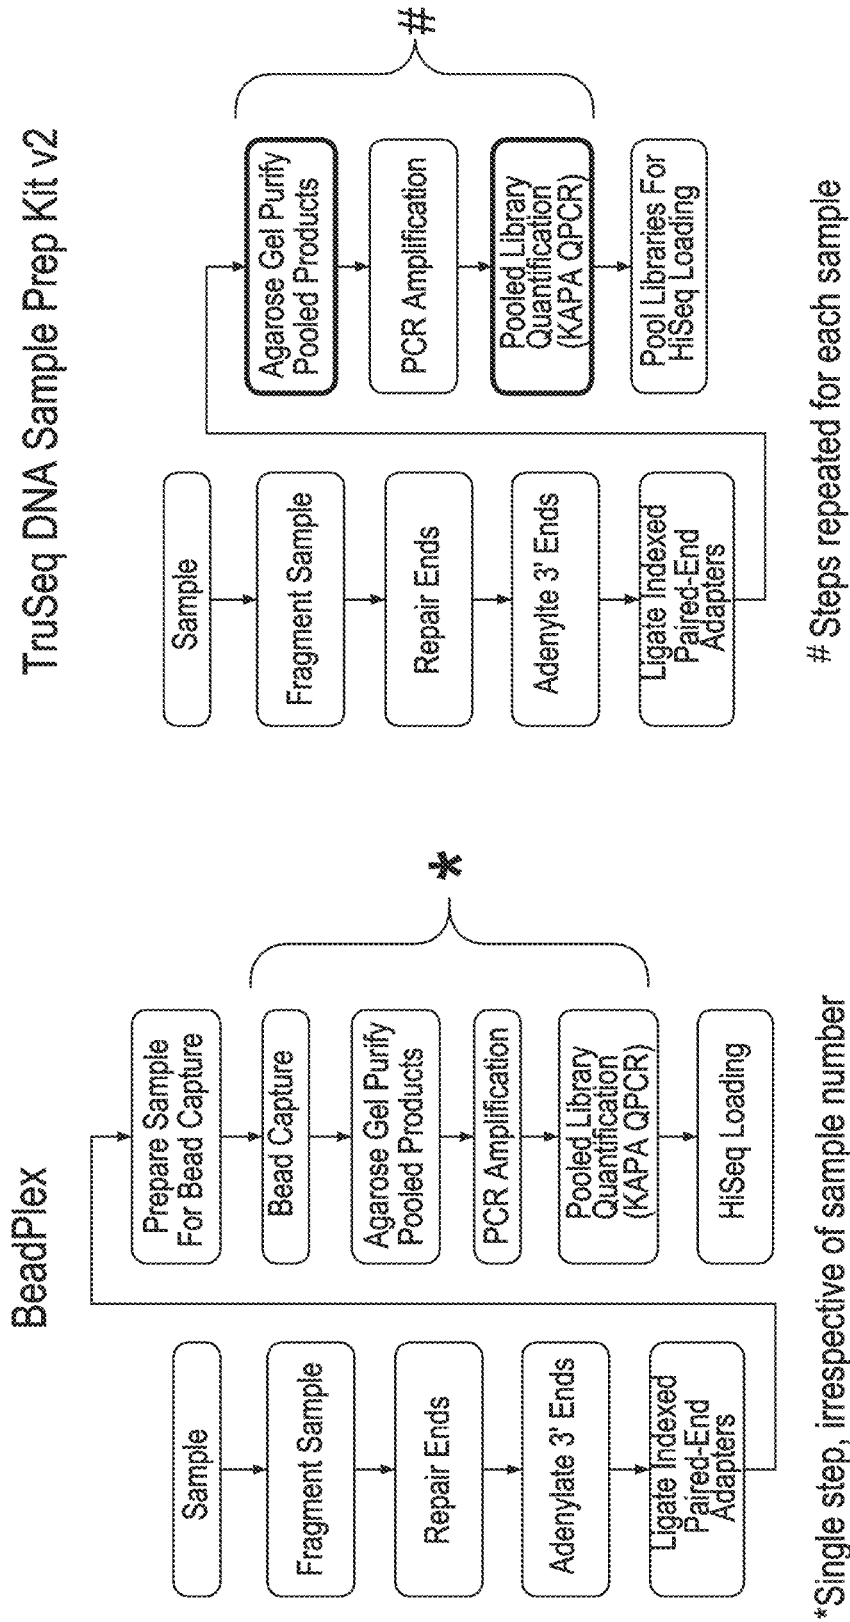 BeadPlex
Sample
Fragment Sample
Repair Ends
Adenylate 3' Ends
Ligate Indexed
Paired-End
Adapters
Prepare Sample
For Bead Capture
Bead Capture
Agarose Gel Purify
Pooled Products
PCR Amplification
Pooled Library
Quantification
(KAPA QPCR)
HiSeq Loading
*
*Single step, irrespective of sample number
TruSeq DNA Sample Prep Kit v2
Sample
Fragment Sample
Repair Ends
Adenylte 3' Ends
Ligate Indexed
Paired-End
Adapters
Agarose Gel Purify
Pooled Products
PCR Amplification
Pooled Library
Quantification
(KAPA QPCR)
Pool Libraries For
HiSeq Loading
#
# Steps repeated for each sample